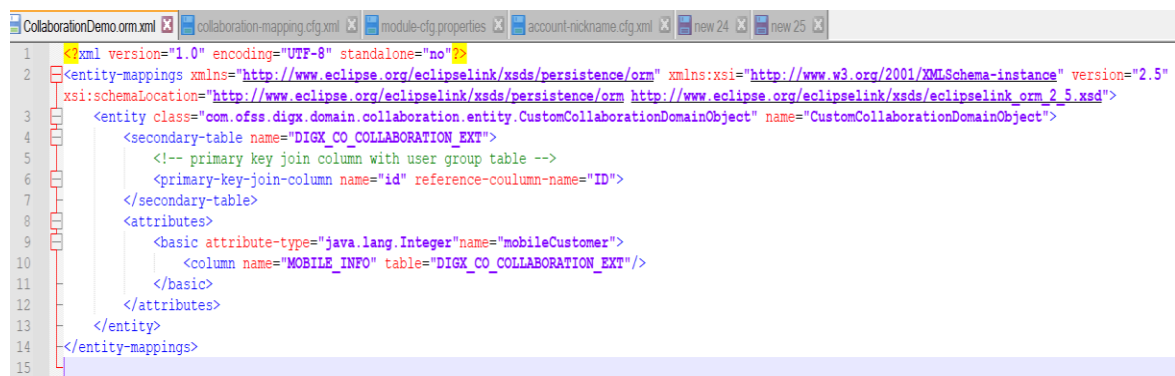 CollaborationDemo.orm.xml collaboration-mapping.cfg.xml module-cfg.properties account-nickname.cfg.xml new 24 new 25
1 <?xml version="1.0" encoding="UTF-8" standalone="no"?>
2 <entity-mappings xmlns="http://www.eclipse.org/eclipselink/xsds/persistence/orm" xmlns:xsi="http://www.w3.org/2001/XMLSchema-instance" version="2.5"
xsi:schemaLocation="http://www.eclipse.org/eclipselink/xsds/persistence/orm http://www.eclipse.org/eclipselink/xsds/eclipselink_orm_2_5.xsd">
3 <entity class="com.ofss.digx.domain.collaboration.entity.CustomCollaborationDomainObject" name="CustomCollaborationDomainObject">
4 <secondary-table name="DIGX_CO_COLLABORATION_EXT">
5 <!-- primary key join column with user group table -->
6 <primary-key-join-column name="id" reference-coulumn-name="ID">
7 </secondary-table>
8 <attributes>
9 <basic attribute-type="java.lang.Integer"name="mobileCustomer">
10 <column name="MOBILE_INFO" table="DIGX_CO_COLLABORATION_EXT"/>
11 </basic>
12 </attributes>
13 </entity>
14 </entity-mappings>
15